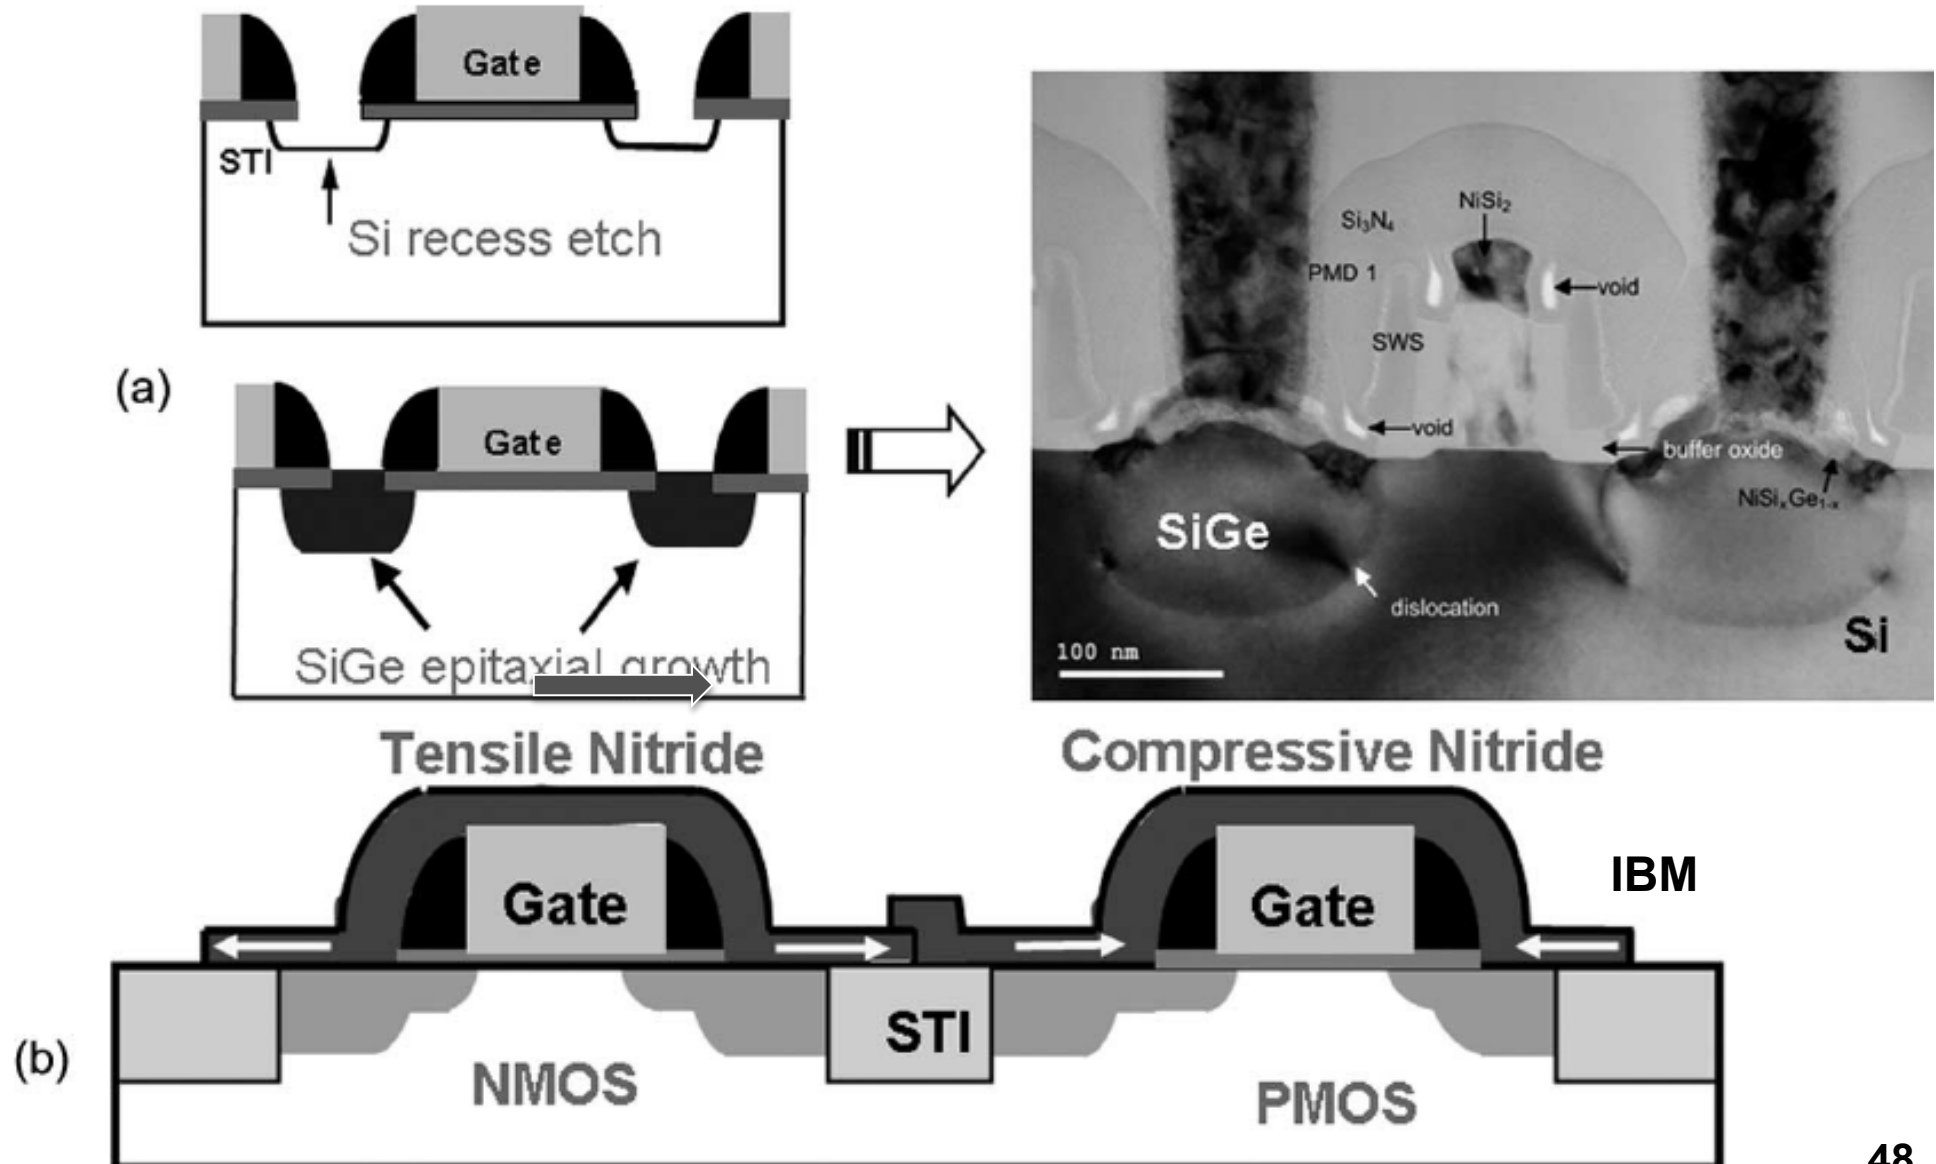 Gate
STI
Si recess etch
(a)
Gate
SiGe epitaxial growth
NiSi₂
Si₃N₄
PMD 1
void
SWS
void
buffer oxide
NiSiₓGe₁₋ₓ
SiGe
dislocation
Si
100 nm
Tensile Nitride
Compressive Nitride
IBM
Gate
Gate
STI
(b)
NMOS
PMOS
48